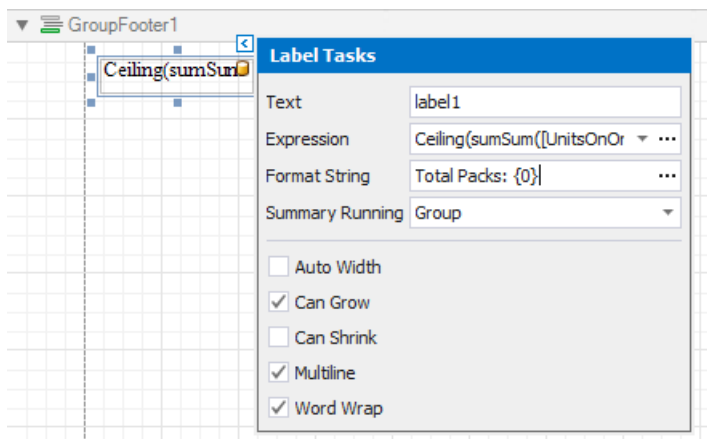 GroupFooter1
Ceiling(sumSum
Label Tasks
Text label1
Expression Ceiling(sumSum([UnitsOnOr
Format String Total Packs: {0}
Summary Running Group
Auto Width
Can Grow
Can Shrink
Multiline
Word Wrap